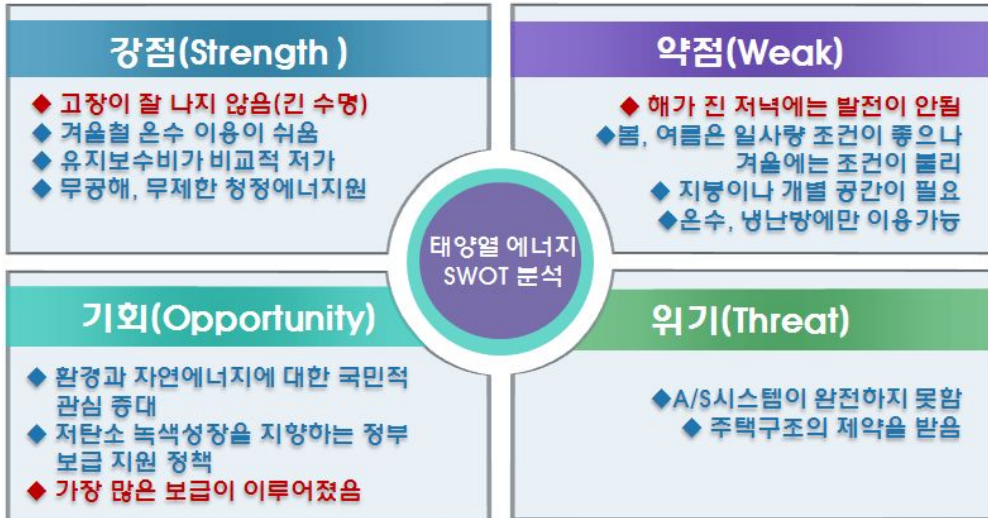 강점(Strength )
◆ 고장이 잘 나지 않음(긴 수명)
◆ 겨울철 온수 이용이 쉬움
◆ 유지보수비가 비교적 저가
◆ 무공해, 무제한 청정에너지원
약점(Weak)
◆ 해가 진 저녁에는 발전이 안됨
◆봄, 여름은 일사량 조건이 좋으나
겨울에는 조건이 불리
◆ 지붕이나 개별 공간이 필요
◆온수, 냉난방에만 이용가능
태양열 에너지
SWOT 분석
기회(Opportunity)
◆ 환경과 자연에너지에 대한 국민적
관심 증대
◆ 저탄소 녹색성장을 지향하는 정부
보급 지원 정책
◆ 가장 많은 보급이 이루어졌음
위기(Threat)
◆A/S시스템이 완전하지 못함
◆ 주택구조의 제약을 받음